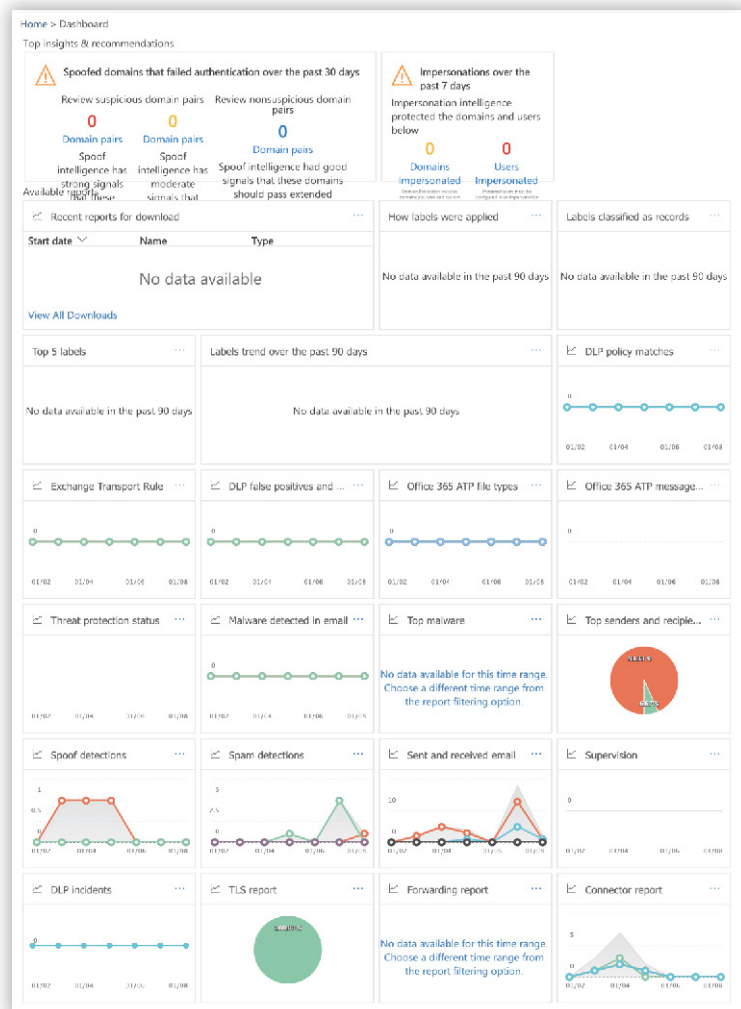 Home > Dashboard
Top insights & recommendations
Spoofed domains that failed authentication over the past 30 days
Review suspicious domain pairs
0
Domain pairs
Spoof
intelligence has
strong signals
that these
0
Domain pairs
Spoof
intelligence has
moderate
signals that
Review nonsuspicious domain
pairs
0
Domain pairs
Spoof intelligence had good
signals that these domains
should pass extended
Impersonations over the
past 7 days
Impersonation intelligence
protected the domains and users
below
0
Domains
Impersonated
0
Users
Impersonated
Available reports
Recent reports for download
Start date
Name
Type
No data available
View All Downloads
How labels were applied
No data available in the past 90 days
Labels classified as records
No data available in the past 90 days
Top 5 labels
No data available in the past 90 days
Labels trend over the past 90 days
No data available in the past 90 days
DLP policy matches
0
01/02 01/04 01/06 01/08
Exchange Transport Rule
0
01/02 01/04 01/06 01/08
DLP false positives and ...
0
01/02 01/04 01/06 01/08
Office 365 ATP file types
0
01/02 01/04 01/06 01/08
Office 365 ATP message...
0
01/02 01/04 01/06 01/08
Threat protection status
01/02 01/04 01/06 01/08
Malware detected in email
0
01/02 01/04 01/06 01/08
Top malware
No data available for this time range.
Choose a different time range from
the report filtering option.
Top senders and recipie...
Spoof detections
1
0.5
0
01/02 01/04 01/06 01/08
Spam detections
5
2.5
0
01/02 01/04 01/06 01/08
Sent and received email
10
0
01/02 01/04 01/06 01/08
Supervision
0
01/02 01/04 01/06 01/08
DLP incidents
0
01/02 01/04 01/06 01/08
TLS report
Forwarding report
No data available for this time range.
Choose a different time range from
the report filtering option.
Connector report
5
0
01/02 01/04 01/06 01/08